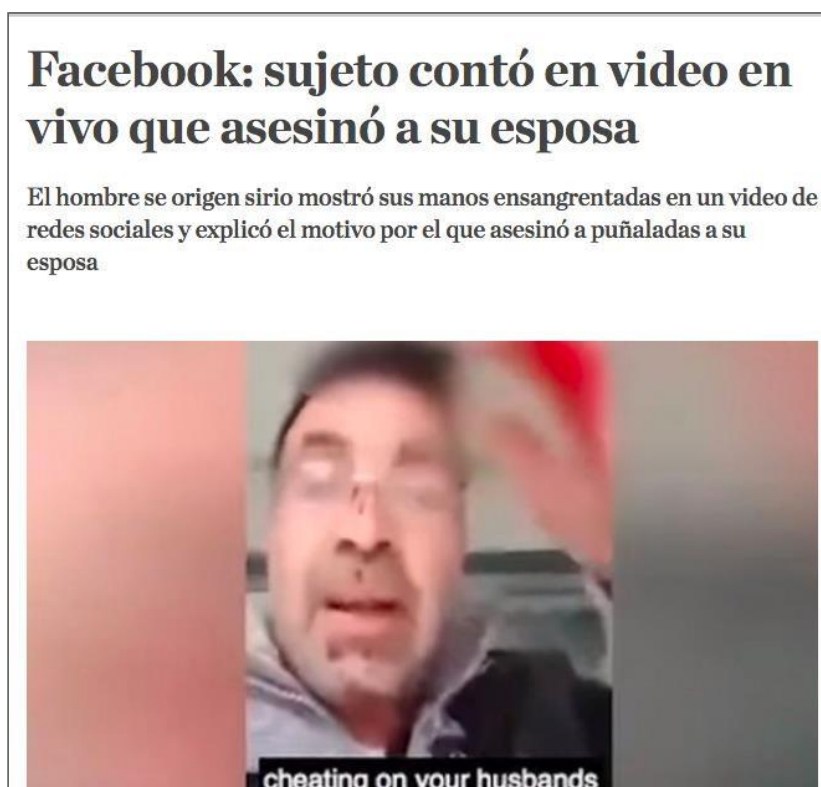 Facebook: sujeto contó en video en
vivo que asesinó a su esposa
El hombre se origen sirio mostró sus manos ensangrentadas en un video de
redes sociales y explicó el motivo por el que asesinó a puñaladas a su
esposa
cheating on your husbands